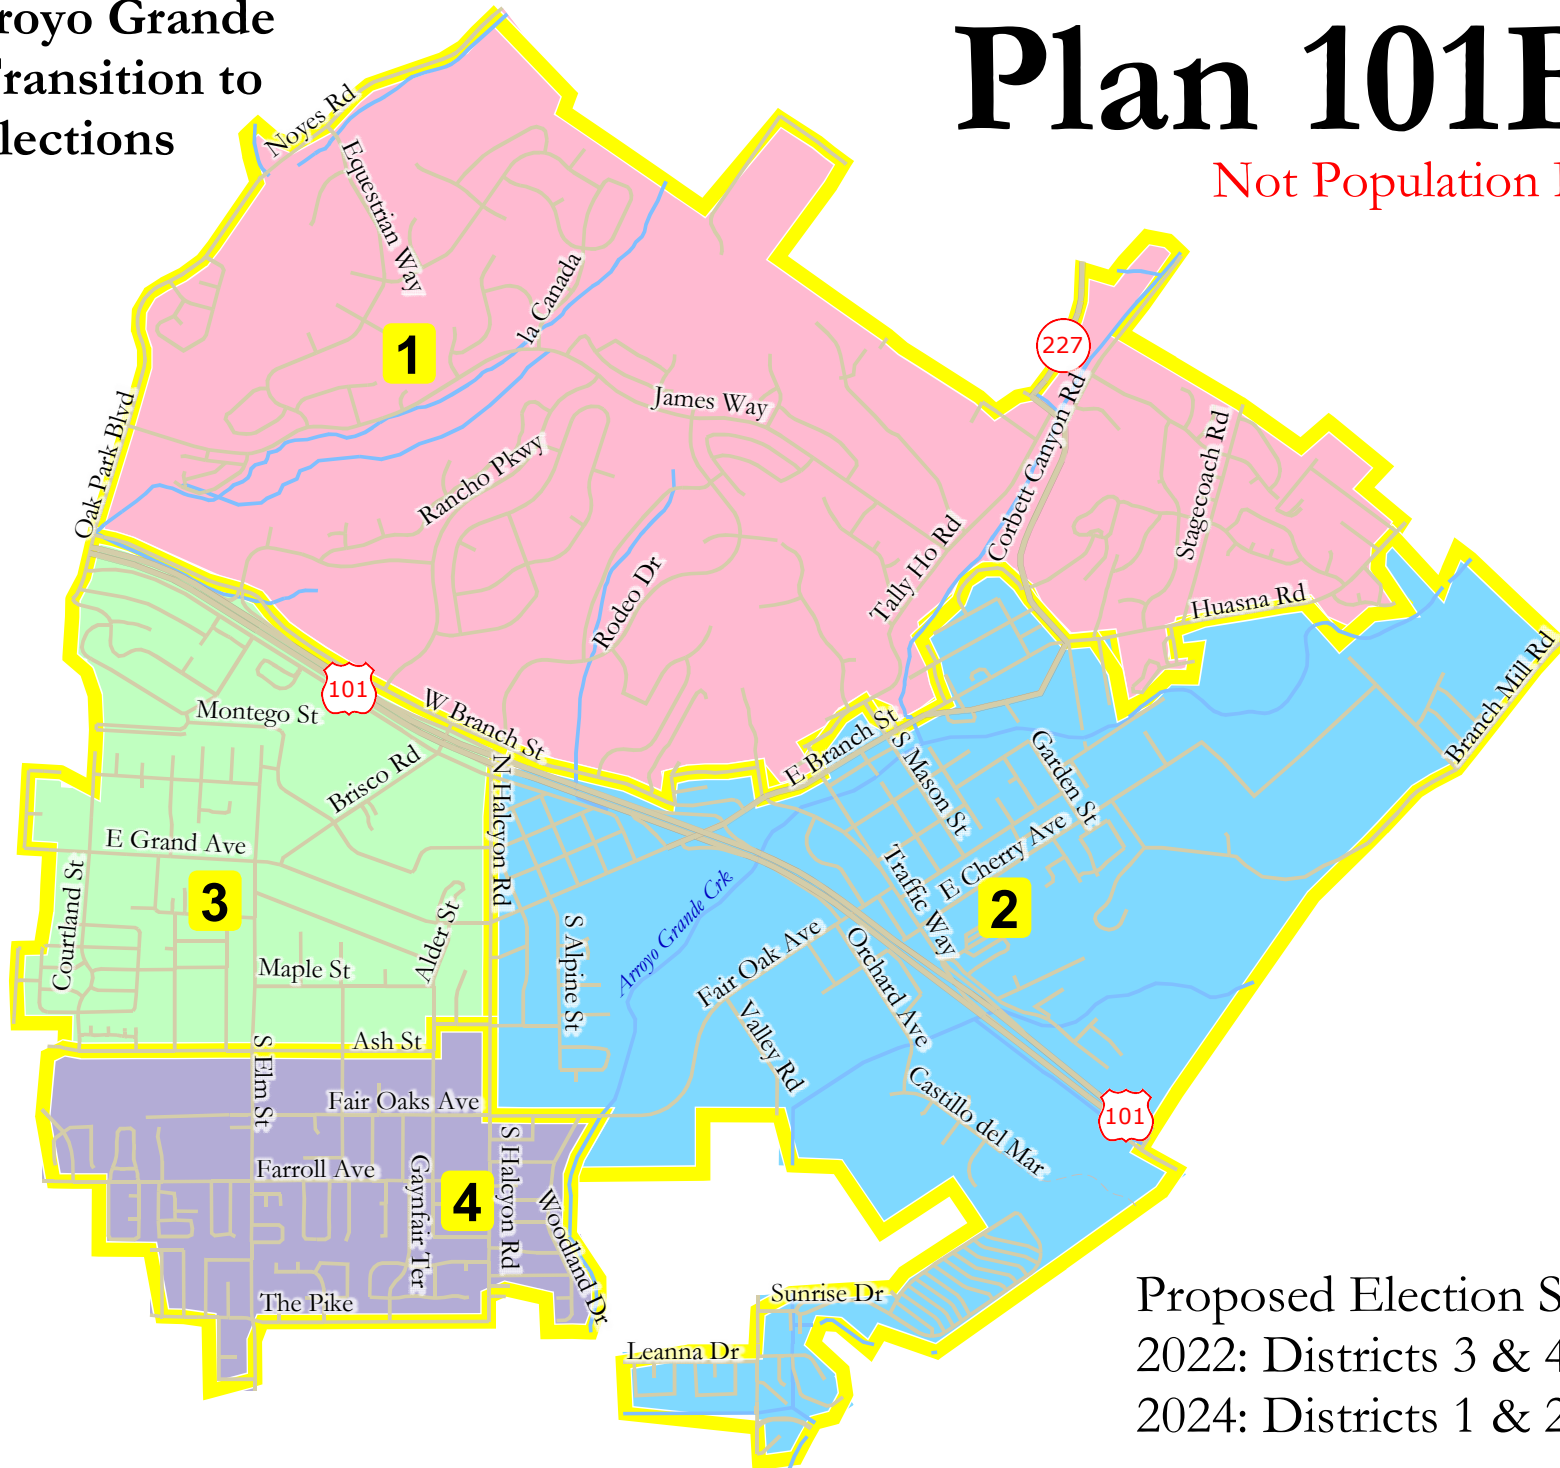 royo Grande
ransition to
lections
Plan 101
Not Population
Noyes Rd
Equestrian Way
la Canada
1
227
Oak Park Blvd
James Way
Rancho Pkwy
Corbett Canyon Rd
Stagecoach Rd
Tally Ho Rd
Rodeo Dr
Huasna Rd
Branch Mill Rd
101
Montego St
W Branch St
E Branch St
Brisco Rd
N Halcyon Rd
S Mason St
Garden St
E Grand Ave
Courtland St
3
Alder St
Maple St
E Cherry Ave
Traffic Way
2
Arroyo Grande Crk
S Alpine St
Fair Oak Ave
Orchard Ave
Valley Rd
Ash St
S Elm St
Fair Oaks Ave
Castillo del Mar
101
Farroll Ave
Gaynfair Ter
4
S Halcyon Rd
Woodland Dr
The Pike
Sunrise Dr
Leanna Dr
Proposed Election S
2022: Districts 3 & 4
2024: Districts 1 & 2